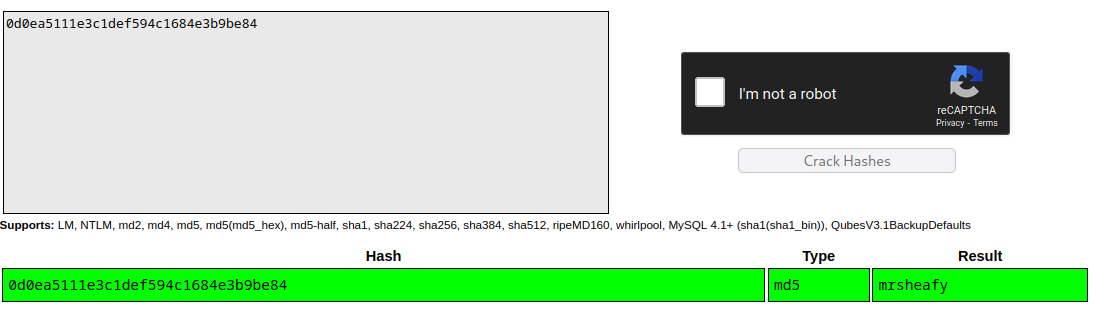 0d0ea5111e3c1def594c1684e3b9be84
I'm not a robot
reCAPTCHA
Privacy - Terms
Crack Hashes
Supports: LM, NTLM, md2, md4, md5, md5(md5_hex), md5-half, sha1, sha224, sha256, sha384, sha512, ripeMD160, whirlpool, MySQL 4.1+ (sha1(sha1_bin)), QubesV3.1BackupDefaults
Hash Type Result
0d0ea5111e3c1def594c1684e3b9be84 md5 mrsheafy